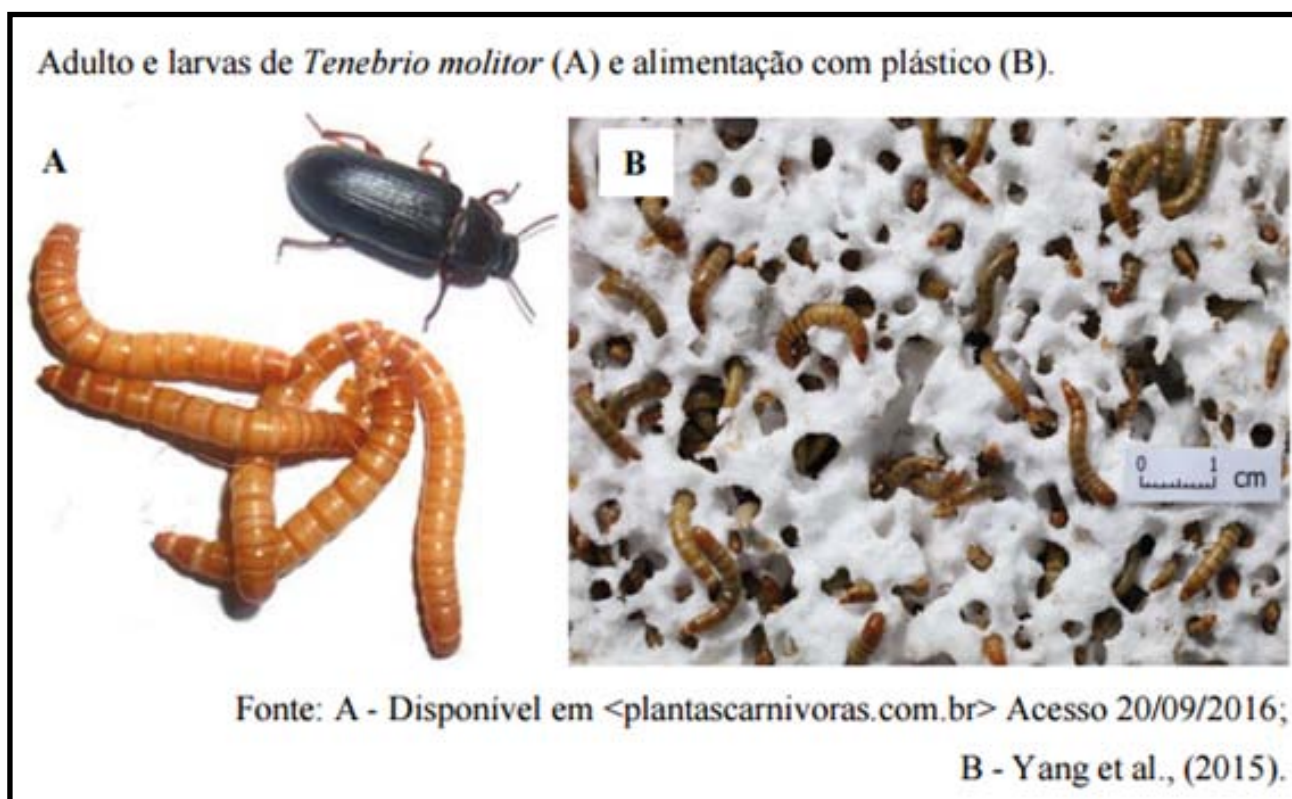 Adulto e larvas de Tenebrio molitor (A) e alimentação com plástico (B).
A
B
0 1
cm
Fonte: A - Disponível em <plantascarnivoras.com.br> Acesso 20/09/2016;
B - Yang et al., (2015).